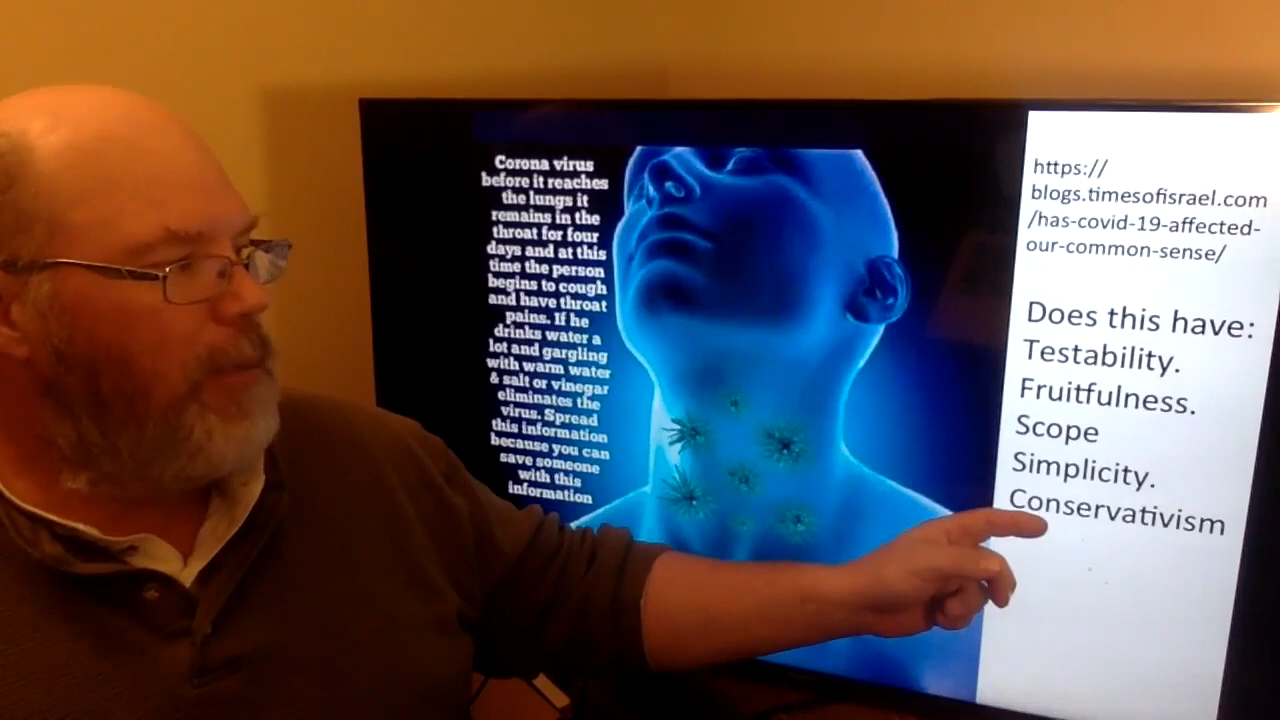 Corona virus
before it reaches
the lungs it
remains in the
throat for four
days and at this
time the person
begins to cough
and have throat
pains. If he
drinks water a
lot and gargling
with warm water
& salt or vinegar
eliminates the
virus. Spread
this information
because you can
save someone
with this
information
https://
blogs.timesofisrael.com
/has-covid-19-affected-
our-common-sense/
Does this have:
Testability.
Fruitfulness.
Scope
Simplicity.
Conservativism